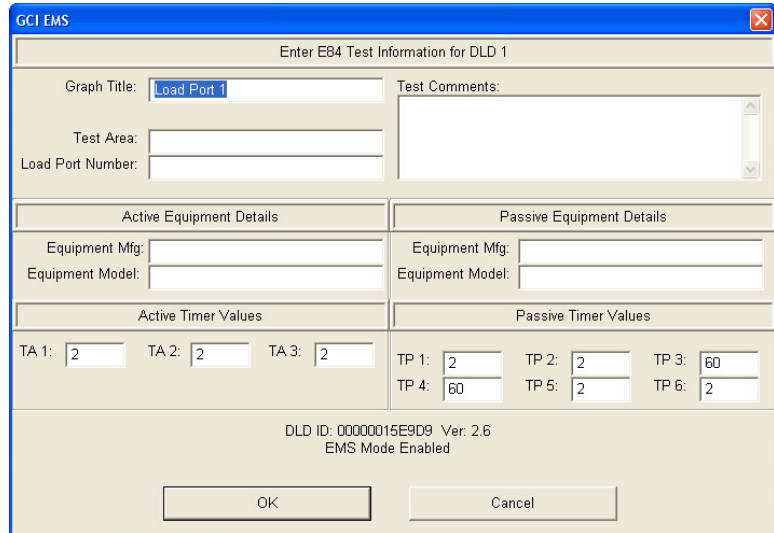 GCI EMS
Enter E84 Test Information for DLD 1
Graph Title: Load Port 1
Test Comments:
Test Area:
Load Port Number:
Active Equipment Details
Passive Equipment Details
Equipment Mfg:
Equipment Mfg:
Equipment Model:
Equipment Model:
Active Timer Values
Passive Timer Values
TA 1: 2 TA 2: 2 TA 3: 2
TP 1: 2 TP 2: 2 TP 3: 60
TP 4: 60 TP 5: 2 TP 6: 2
DLD ID: 00000015E9D9 Ver: 2.6
EMS Mode Enabled
OK
Cancel